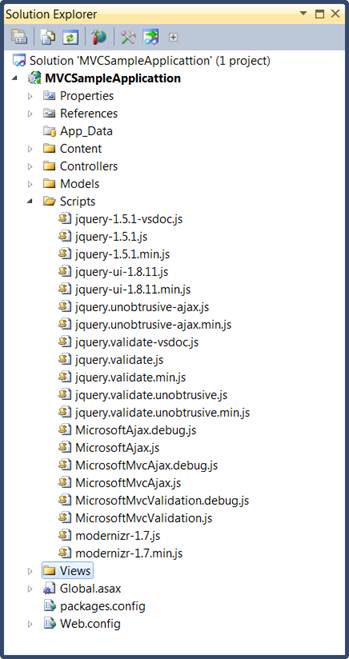 Solution Explorer
Solution 'MVCSampleApplicattion' (1 project)
MVCSampleApplicattion
Properties
References
App_Data
Content
Controllers
Models
Scripts
jquery-1.5.1-vsdoc.js
jquery-1.5.1.js
jquery-1.5.1.min.js
jquery-ui-1.8.11.js
jquery-ui-1.8.11.min.js
jquery.unobtrusive-ajax.js
jquery.unobtrusive-ajax.min.js
jquery.validate-vsdoc.js
jquery.validate.js
jquery.validate.min.js
jquery.validate.unobtrusive.js
jquery.validate.unobtrusive.min.js
MicrosoftAjax.debug.js
MicrosoftAjax.js
MicrosoftMvcAjax.debug.js
MicrosoftMvcAjax.js
MicrosoftMvcValidation.debug.js
MicrosoftMvcValidation.js
modernizr-1.7.js
modernizr-1.7.min.js
Views
Global.asax
packages.config
Web.config